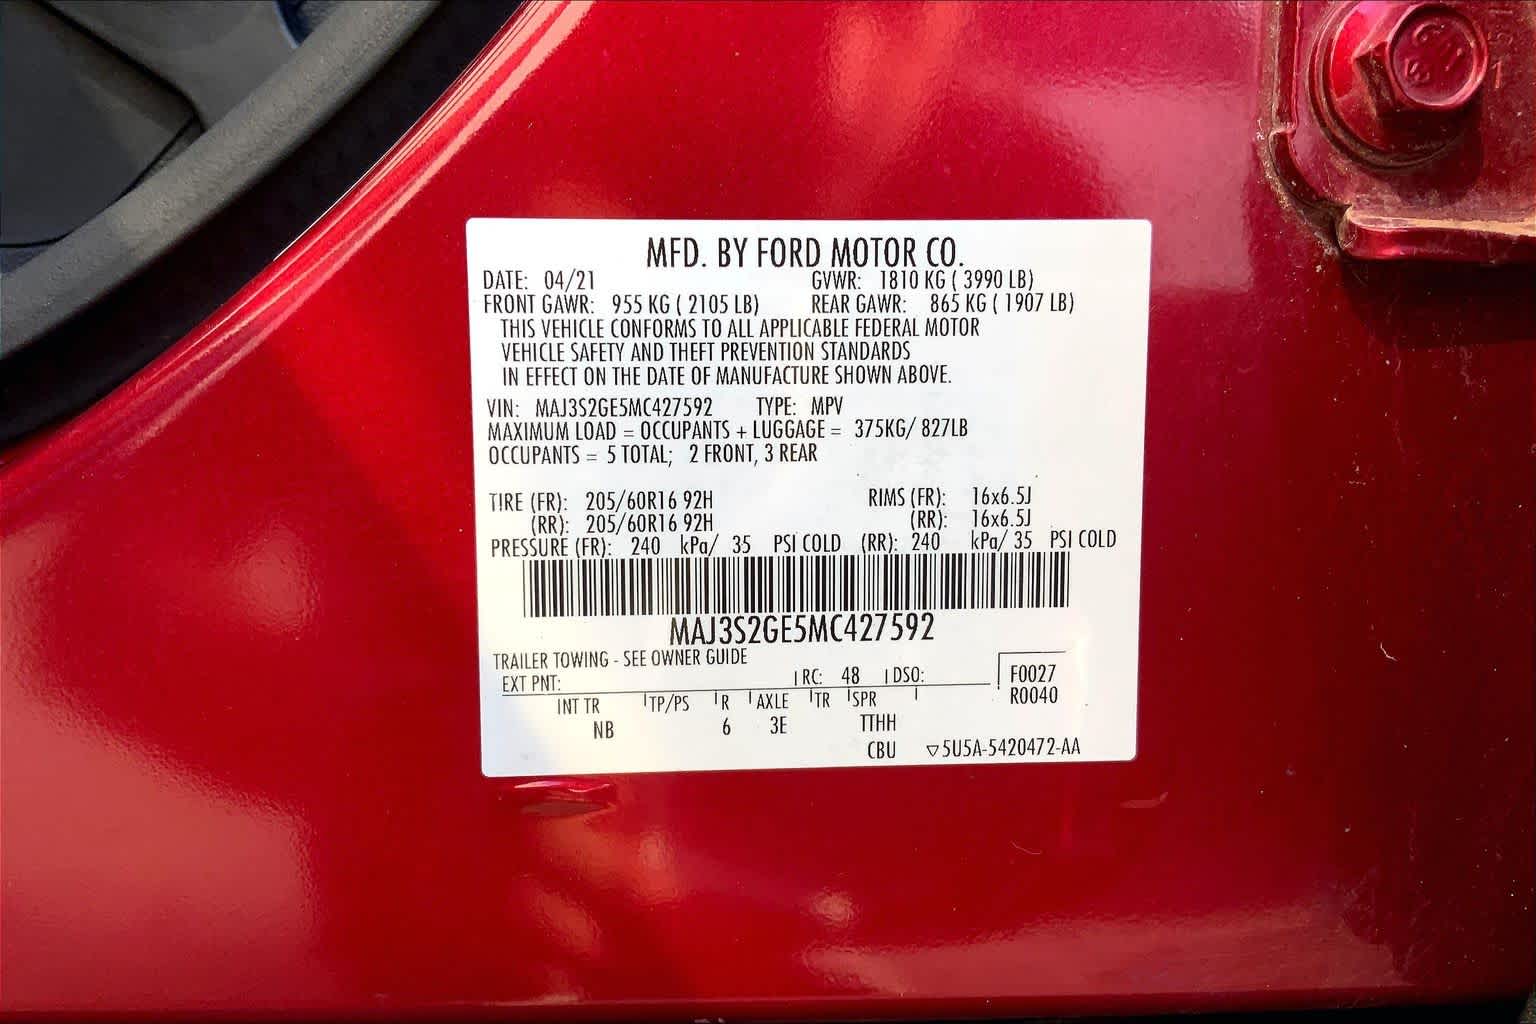 MFD. BY FORD MOTOR CO.
DATE: 04/21 GVWR: 1810 KG ( 3990 LB)
FRONT GAWR: 955 KG ( 2105 LB) REAR GAWR: 865 KG ( 1907 LB)
THIS VEHICLE CONFORMS TO ALL APPLICABLE FEDERAL MOTOR
VEHICLE SAFETY AND THEFT PREVENTION STANDARDS
IN EFFECT ON THE DATE OF MANUFACTURE SHOWN ABOVE.
VIN: MAJ3S2GE5MC427592 TYPE: MPV
MAXIMUM LOAD = OCCUPANTS + LUGGAGE = 375KG/ 827LB
OCCUPANTS = 5 TOTAL; 2 FRONT, 3 REAR
TIRE (FR): 205/60R16 92H RIMS (FR): 16x6.5J
(RR): 205/60R16 92H (RR): 16x6.5J
PRESSURE (FR): 240 kPa/ 35 PSI COLD (RR): 240 kPa/ 35 PSI COLD
MAJ3S2GE5MC427592
TRAILER TOWING - SEE OWNER GUIDE
EXT PNT: RC: 48 DSO: F0027
INT TR TP/PS R AXLE TR SPR R0040
NB 6 3E TTHH
CBU ▽5U5A-5420472-AA